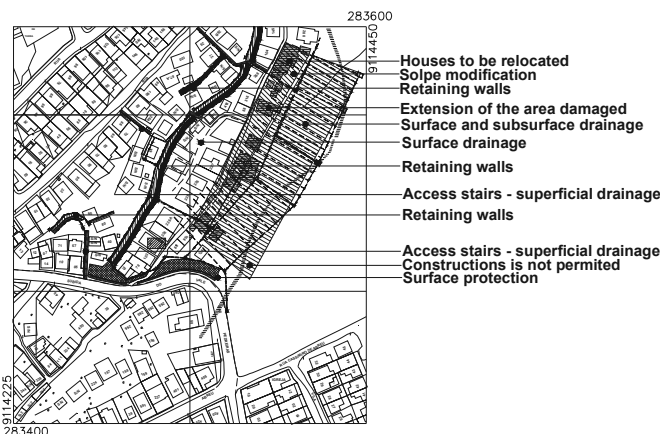 283600
9114450
Houses to be relocated
Solpe modification
Retaining walls
Extension of the area damaged
Surface and subsurface drainage
Surface drainage
Retaining walls
Access stairs - superficial drainage
Retaining walls
Access stairs - superficial drainage
Constructions is not permited
Surface protection
9114225
283400